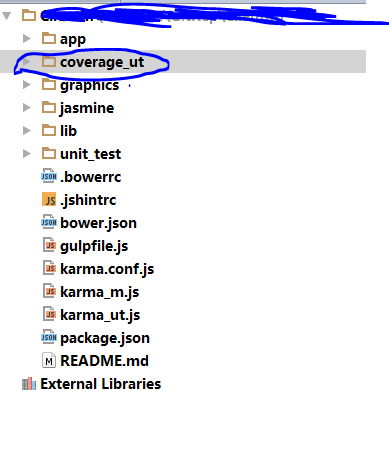 app
coverage_ut
graphics
jasmine
lib
unit_test
.bowerrc
.jshintrc
bower.json
gulpfile.js
karma.conf.js
karma_m.js
karma_ut.js
package.json
README.md
External Libraries